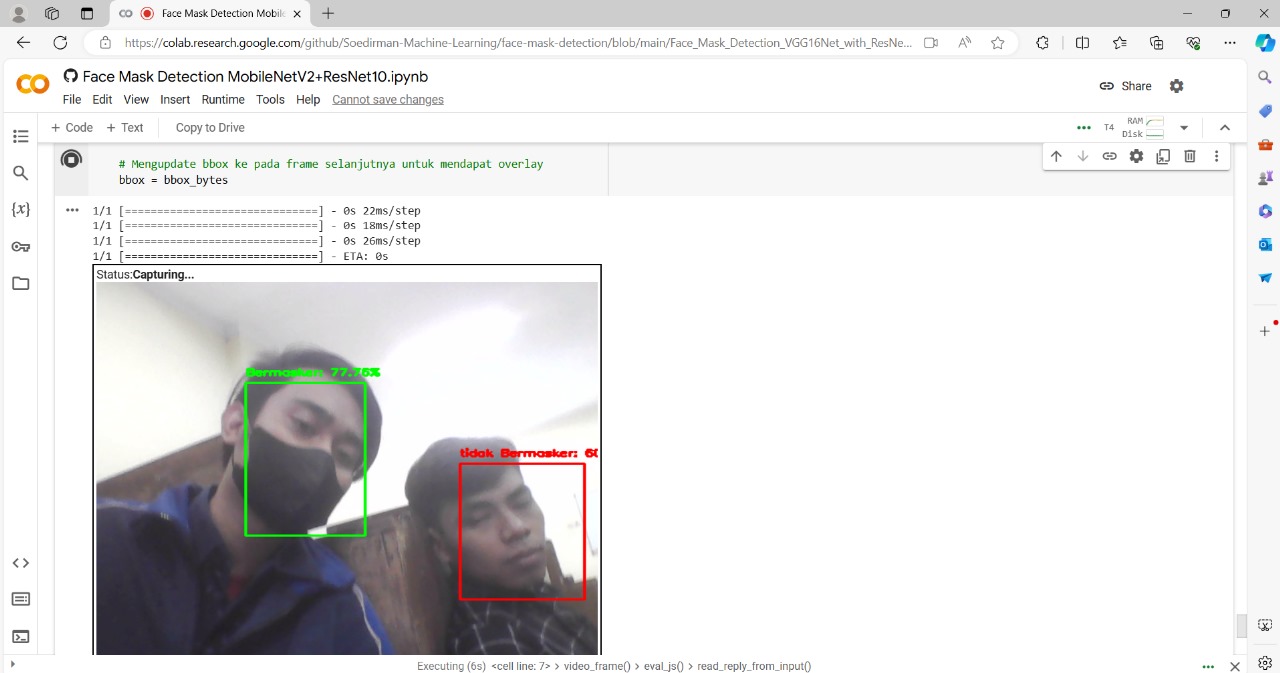 Face Mask Detection Mobile
https://colab.research.google.com/github/Soedirman-Machine-Learning/face-mask-detection/blob/main/Face_Mask_Detection_VGG16Net_with_ResNe...
CO
Face Mask Detection MobileNetV2+ResNet10.ipynb
Share
File Edit View Insert Runtime Tools Help Cannot save changes
+ Code + Text Copy to Drive
T4 RAM
Disk
# Mengupdate bbox ke pada frame selanjutnya untuk mendapat overlay
bbox = bbox_bytes
1/1 [==============================] - 0s 22ms/step
1/1 [==============================] - 0s 18ms/step
1/1 [==============================] - 0s 26ms/step
1/1 [==============================] - ETA: 0s
Status:Capturing...
Bermasker: 77.75%
tidak Bermasker: 60
Executing (6s) <cell line: 7> > video_frame() > eval_js() > read_reply_from_input()